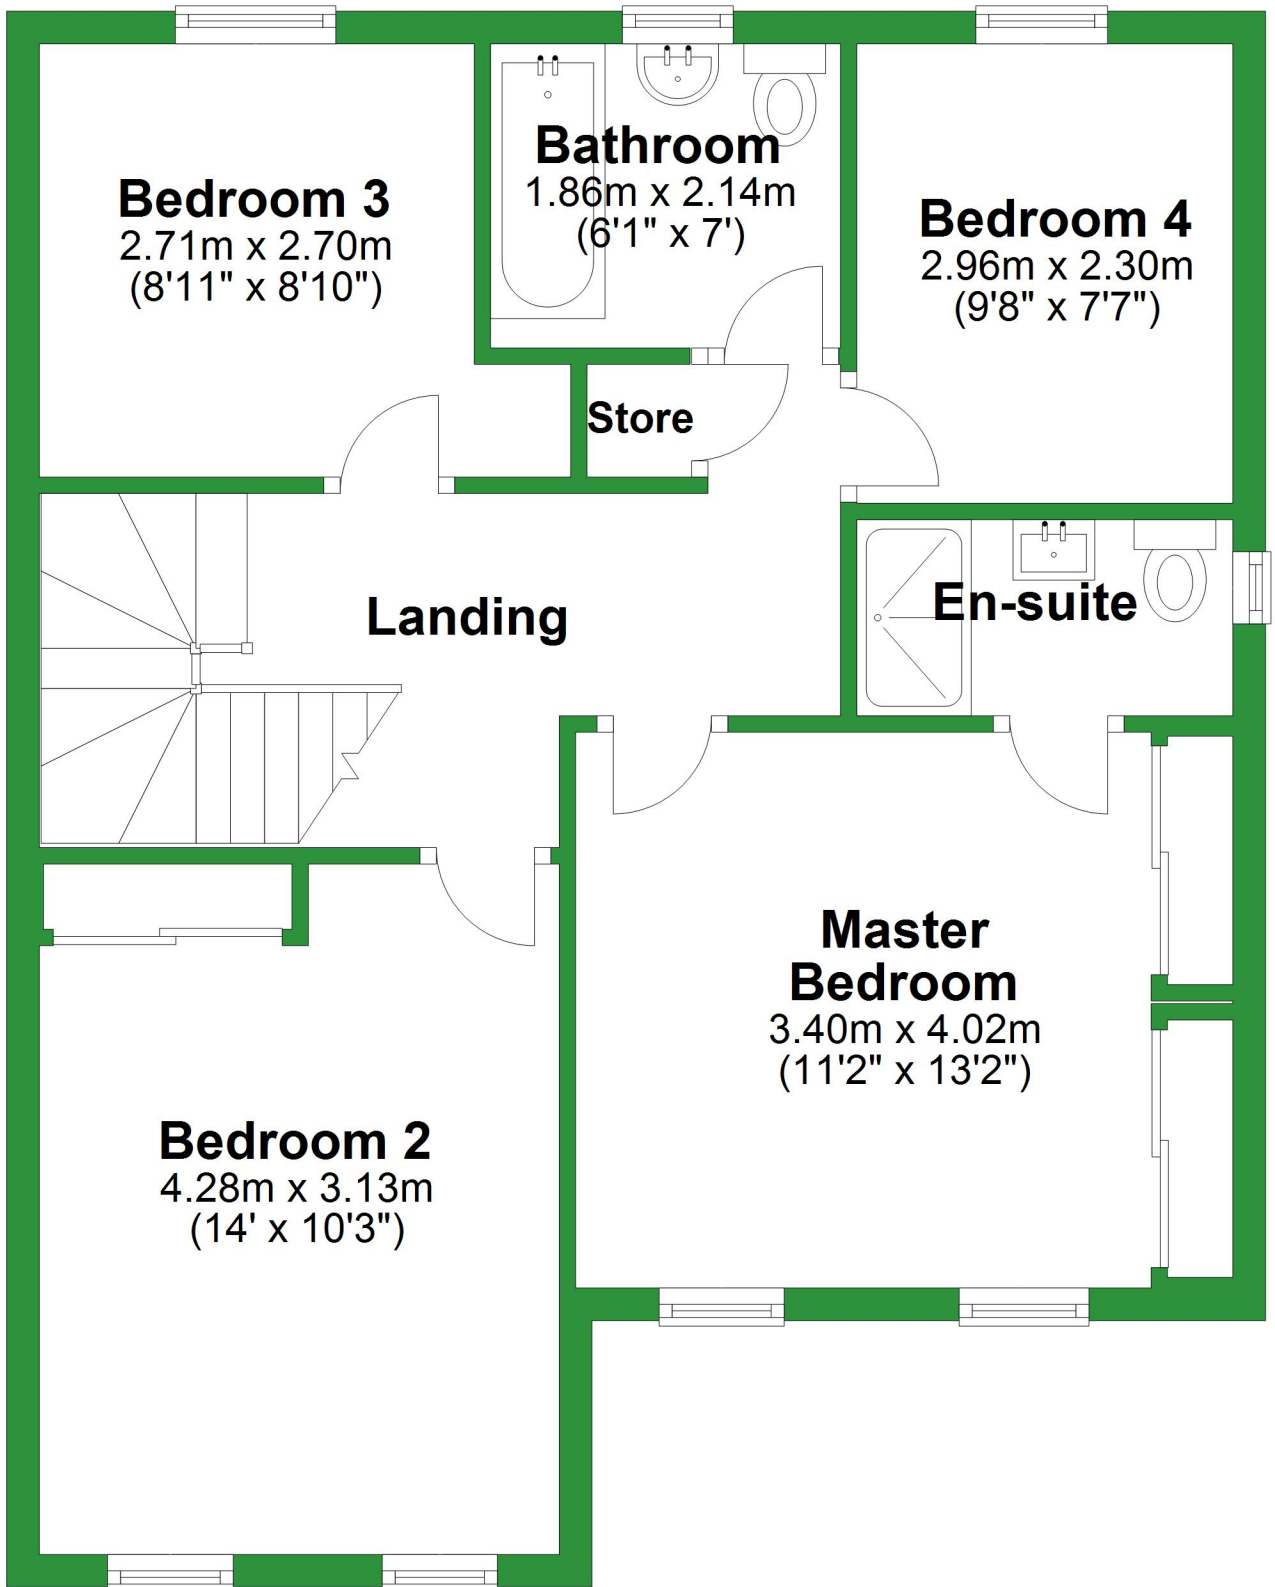 Bedroom 3
2.71m x 2.70m
(8'11" x 8'10")
Bathroom
1.86m x 2.14m
(6'1" x 7')
Bedroom 4
2.96m x 2.30m
(9'8" x 7'7")
Store
Landing
En-suite
Master
Bedroom
3.40m x 4.02m
(11'2" x 13'2")
Bedroom 2
4.28m x 3.13m
(14' x 10'3")